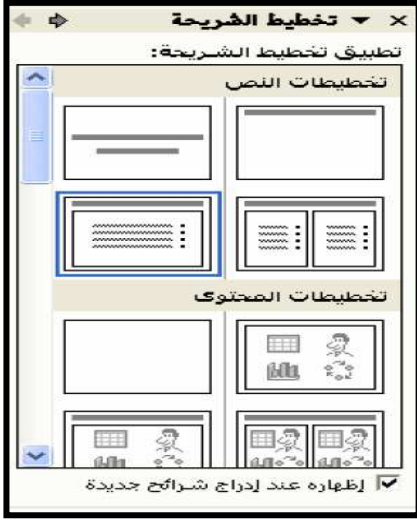 تخطيط الشريحة
تطبيق تخطيط الشريحة:
تخطيطات النص
تخطيطات المحتوى
إظهاره عند إدراج شرائح جديدة